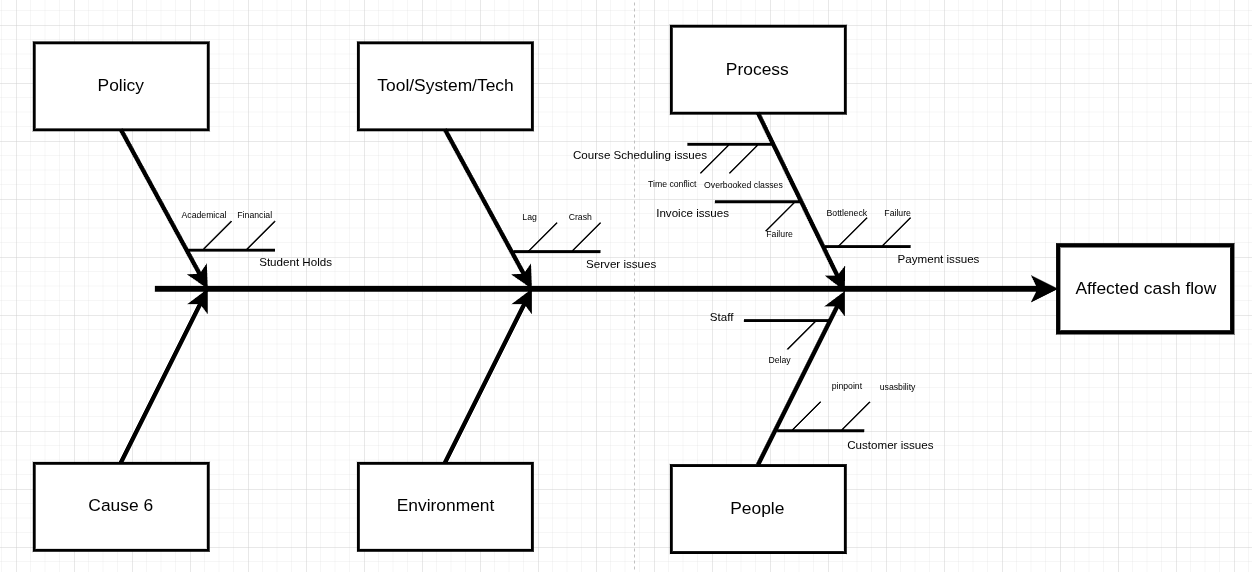 Policy
Tool/System/Tech
Process
Course Scheduling issues
Time conflict
Overbooked classes
Invoice issues
Failure
Academical
Financial
Student Holds
Lag
Crash
Server issues
Bottleneck
Failure
Payment issues
Affected cash flow
Staff
Delay
pinpoint
usasbility
Customer issues
Cause 6
Environment
People